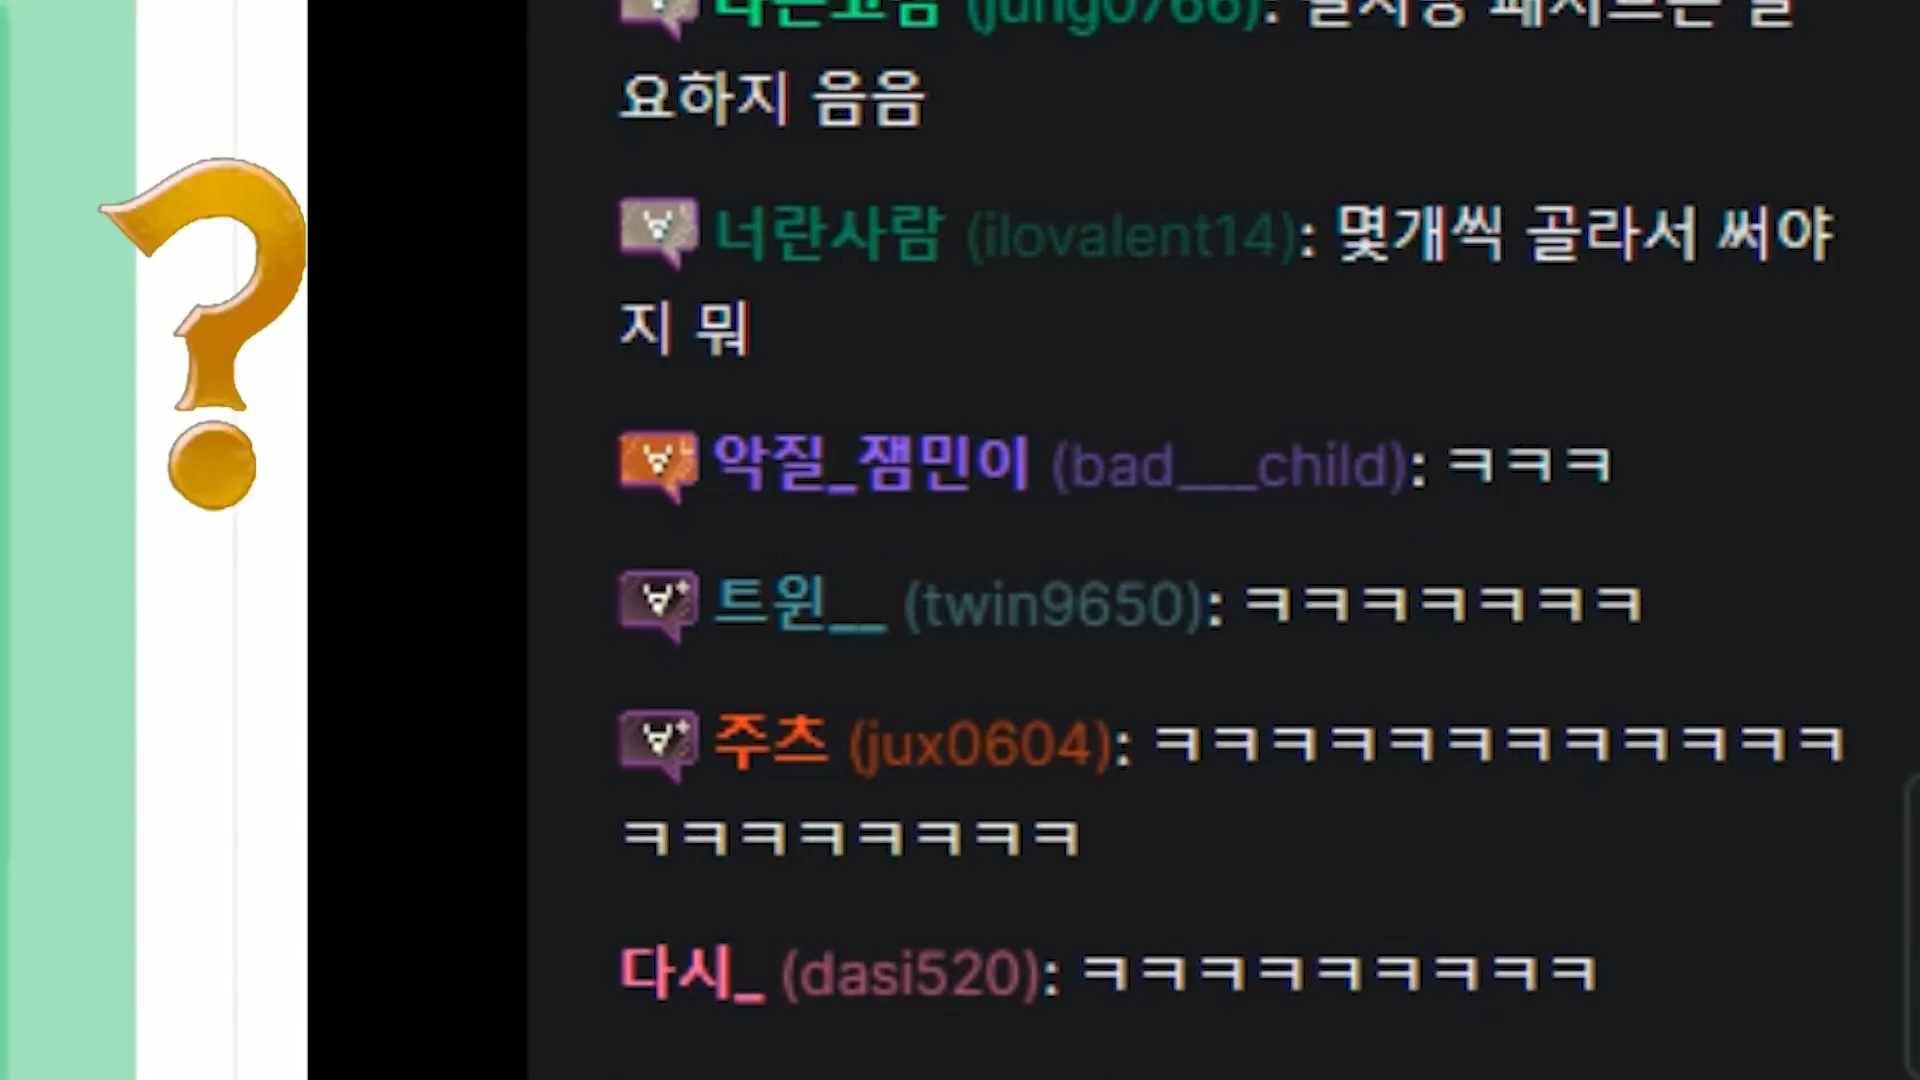 요하지 음음
너란사람 (ilovalent14): 몇개씩 골라서 써야
지 뭐
악질_잼민이 (bad___child): ㅋㅋㅋ
트윈__ (twin9650): ㅋㅋㅋㅋㅋㅋㅋ
주츠 (jux0604): ㅋㅋㅋㅋㅋㅋㅋㅋㅋㅋㅋㅋ
ㅋㅋㅋㅋㅋㅋㅋㅋ
다시_ (dasi520): ㅋㅋㅋㅋㅋㅋㅋㅋㅋ
?